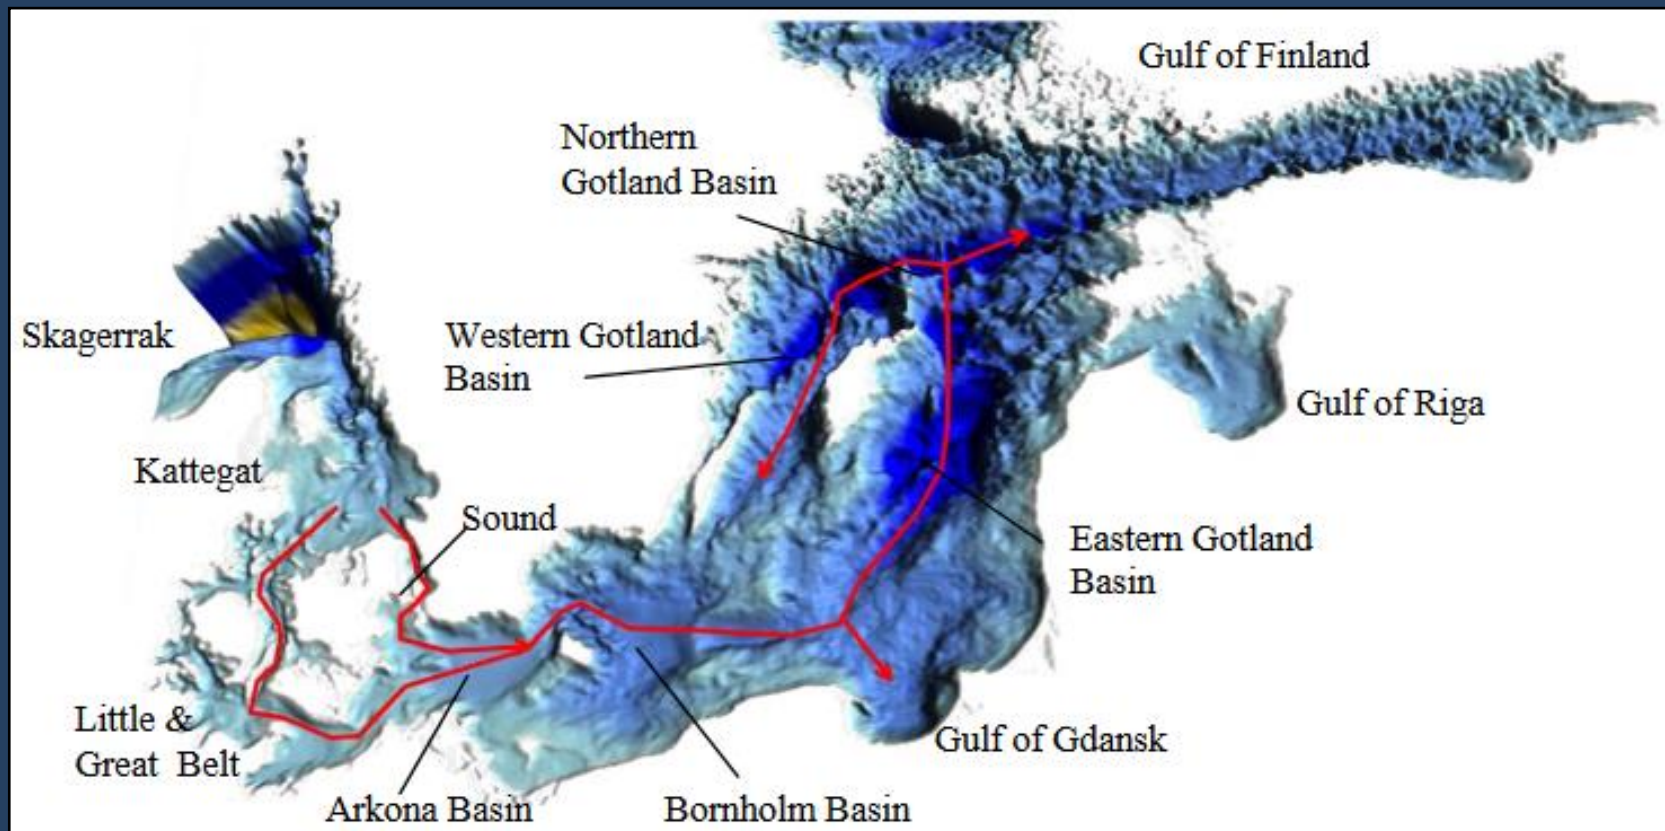 Gulf of Finland
Northern
Gotland Basin
Skagerrak
Western Gotland
Basin
Gulf of Riga
Kattegat
Sound
Eastern Gotland
Basin
Little &
Great Belt
Gulf of Gdansk
Arkona Basin
Bornholm Basin